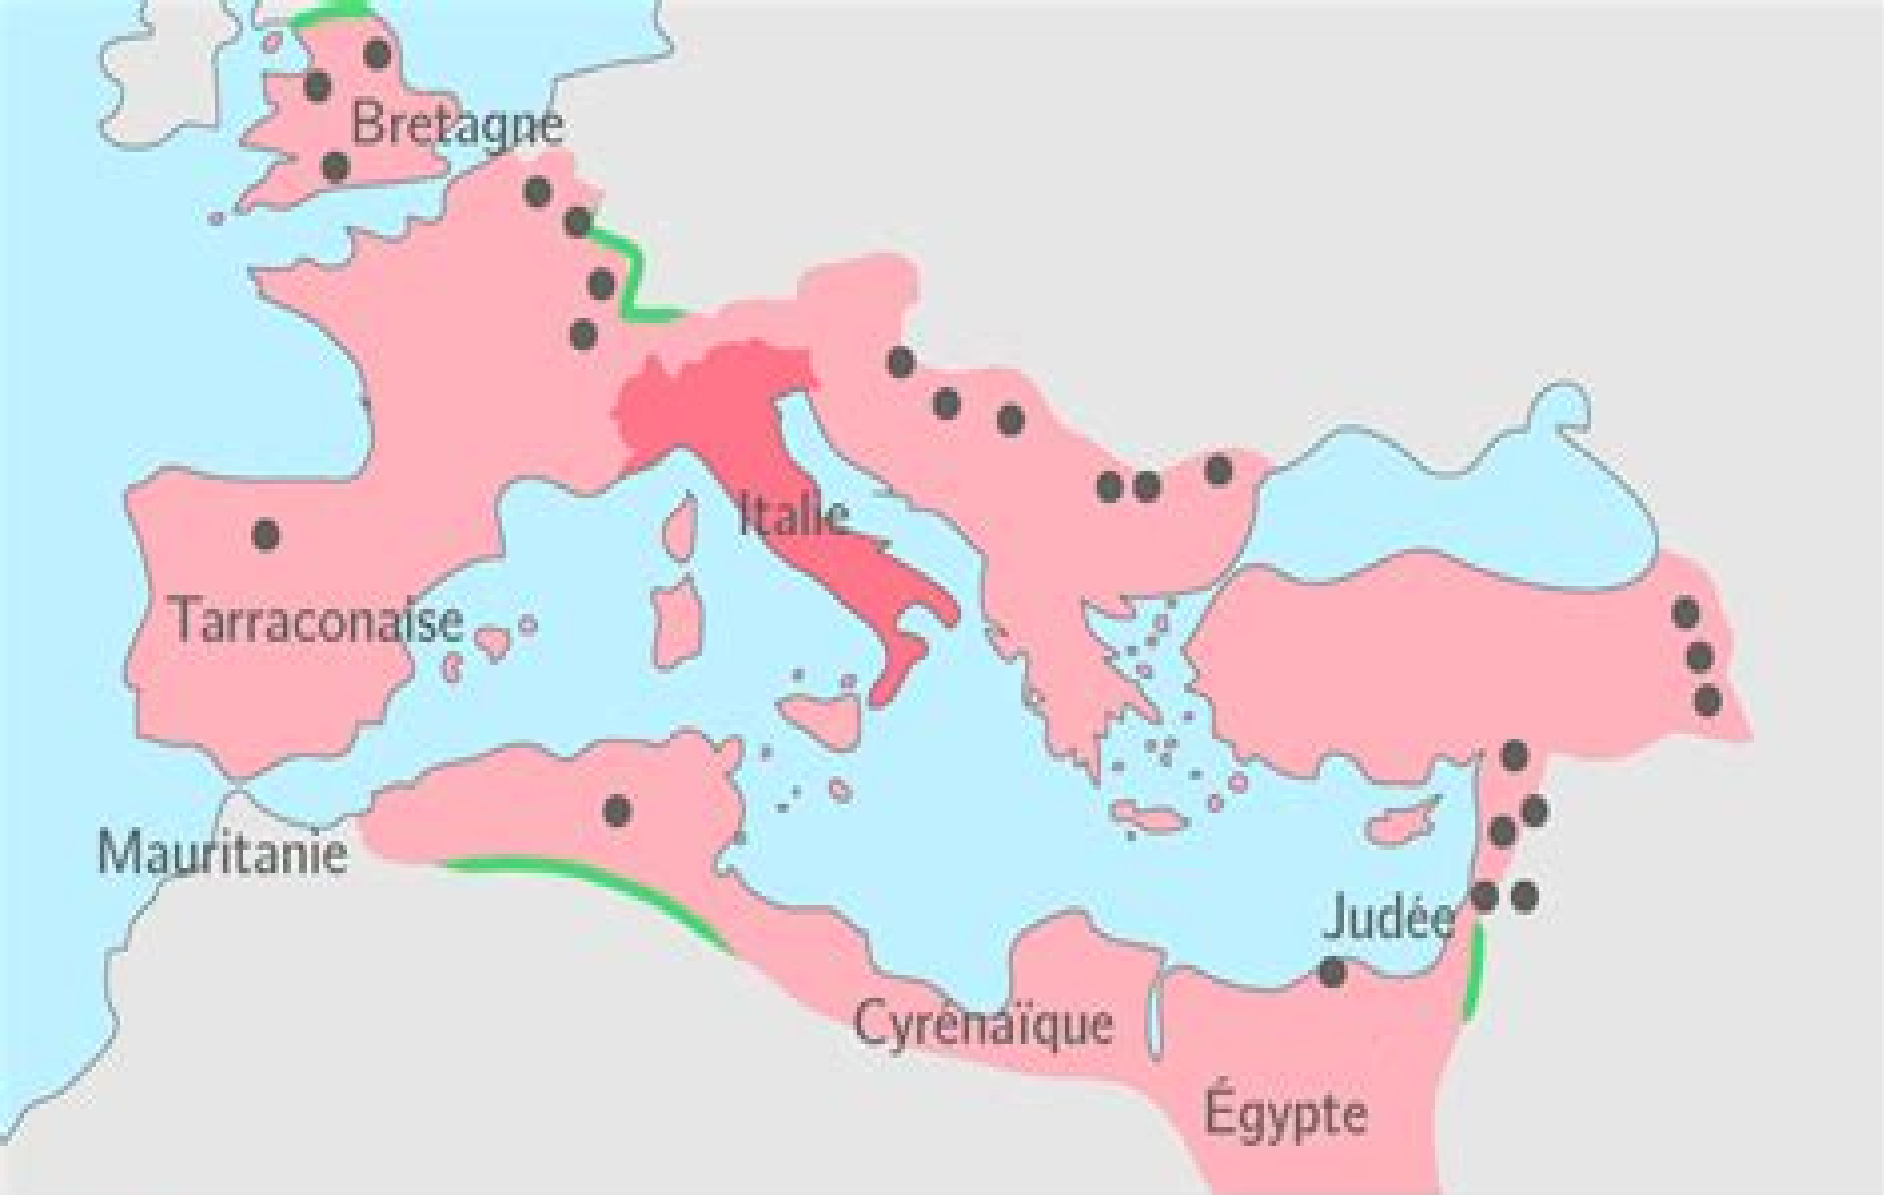 Bretagne
Italie
Tarraconaise
Mauritanie
Judée
Cyrénaïque
Égypte